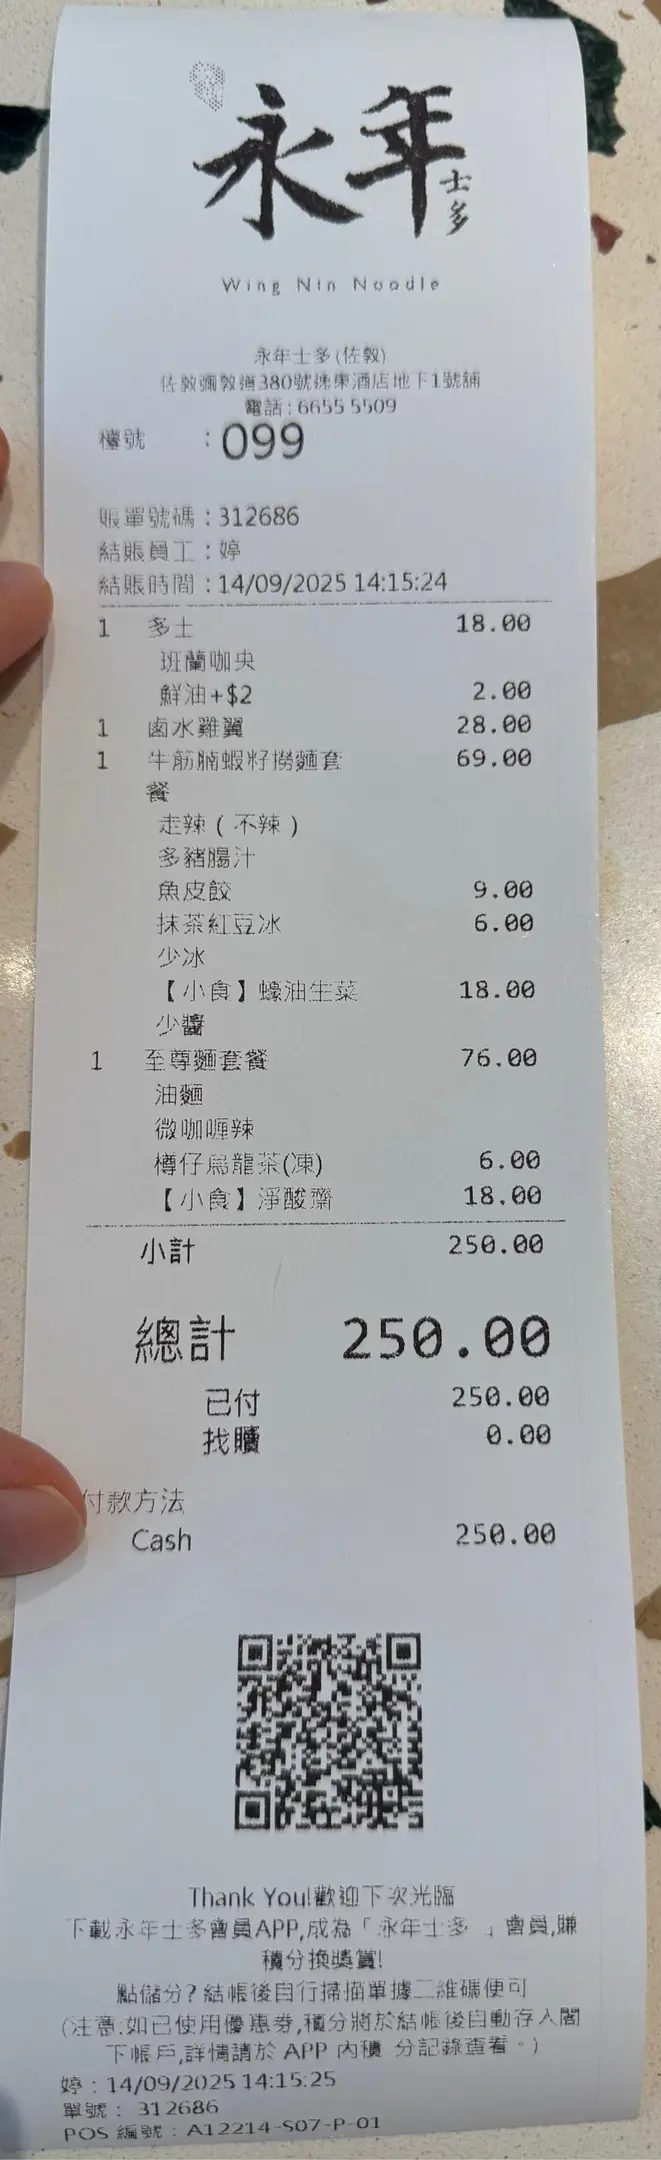 永年
士多
Wing Nin Noodle
永年士多(佐敦)
佐敦彌敦道380號逸東酒店地下1號舖
電話:6655 5509
檯號 :099
賬單號碼:312686
結賬員工:婷
結賬時間:14/09/2025 14:15:24
1 多士 18.00
班蘭咖央
鮮油+$2 2.00
1 鹵水雞翼 28.00
1 牛筋腩蝦籽撈麵套 69.00
餐
走辣(不辣)
多豬腸汁
魚皮餃 9.00
抹茶紅豆冰 6.00
少冰
【小食】蠔油生菜 18.00
少醬
1 至尊麵套餐 76.00
油麵
微咖喱辣
樽仔烏龍茶(凍) 6.00
【小食】淨酸齋 18.00
小計 250.00
總計 250.00
已付 250.00
找贖 0.00
付款方法
Cash 250.00
Thank You!歡迎下次光臨
下載永年士多會員APP,成為「永年士多 」會員,賺
積分換獎賞!
點儲分?結帳後自行掃描單據二維碼便可
(注意:如已使用優惠券,積分將於結帳後自動存入閣
下帳戶,詳情請於 APP 內積 分記錄查看。)
婷:14/09/2025 14:15:25
單號: 312686
POS 編號:A12214-S07-P-01